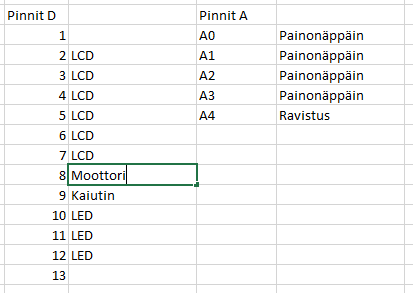 Pinnit D Pinnit A
1 A0 Painonäppäin
2 LCD A1 Painonäppäin
3 LCD A2 Painonäppäin
4 LCD A3 Painonäppäin
5 LCD A4 Ravistus
6 LCD
7 LCD
8 Moottori
9 Kaiutin
10 LED
11 LED
12 LED
13